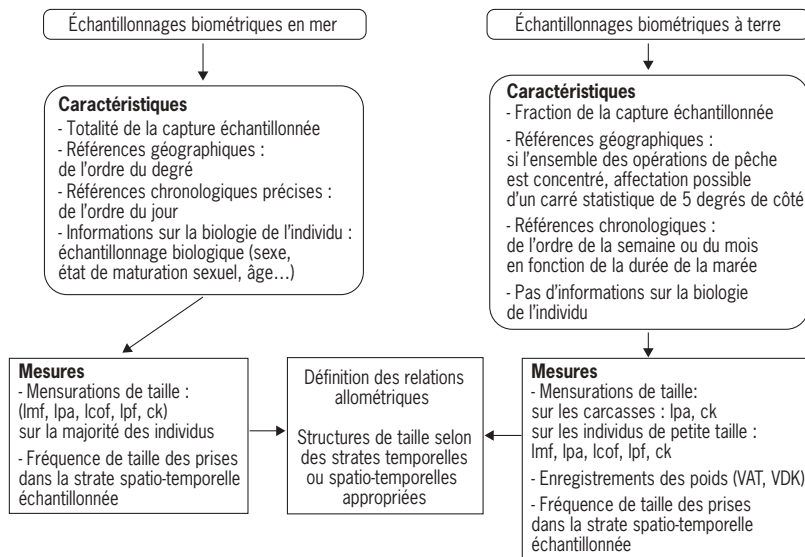 Échantillonnages biométriques en mer
Caractéristiques
- Totalité de la capture échantillonnée
- Références géographiques :
de l'ordre du degré
- Références chronologiques précises :
de l'ordre du jour
- Informations sur la biologie de l'individu :
échantillonnage biologique (sexe,
état de maturation sexuel, âge…)
Mesures
- Mensurations de taille :
(lmf, lpa, lcof, lpf, ck)
sur la majorité des individus
- Fréquence de taille des prises
dans la strate spatio-temporelle
échantillonnée
Définition des relations
allométriques
Structures de taille selon
des strates temporelles
ou spatio-temporelles
appropriées
Échantillonnages biométriques à terre
Caractéristiques
- Fraction de la capture échantillonnée
- Références géographiques :
si l'ensemble des opérations de pêche
est concentré, affectation possible
d'un carré statistique de 5 degrés de côté
- Références chronologiques :
de l'ordre de la semaine ou du mois
en fonction de la durée de la marée
- Pas d'informations sur la biologie
de l'individu
Mesures
- Mensurations de taille:
sur les carcasses : lpa, ck
sur les individus de petite taille :
lmf, lpa, lcof, lpf, ck
- Enregistrements des poids (VAT, VDK)
- Fréquence de taille des prises
dans la strate spatio-temporelle
échantillonnée